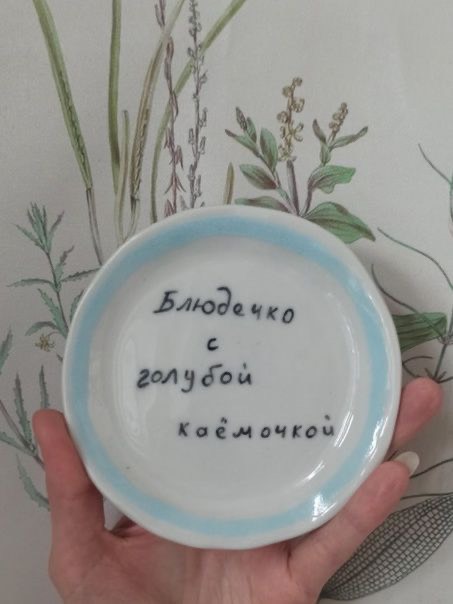 Блюдечко
с
голубой
каёмочкой